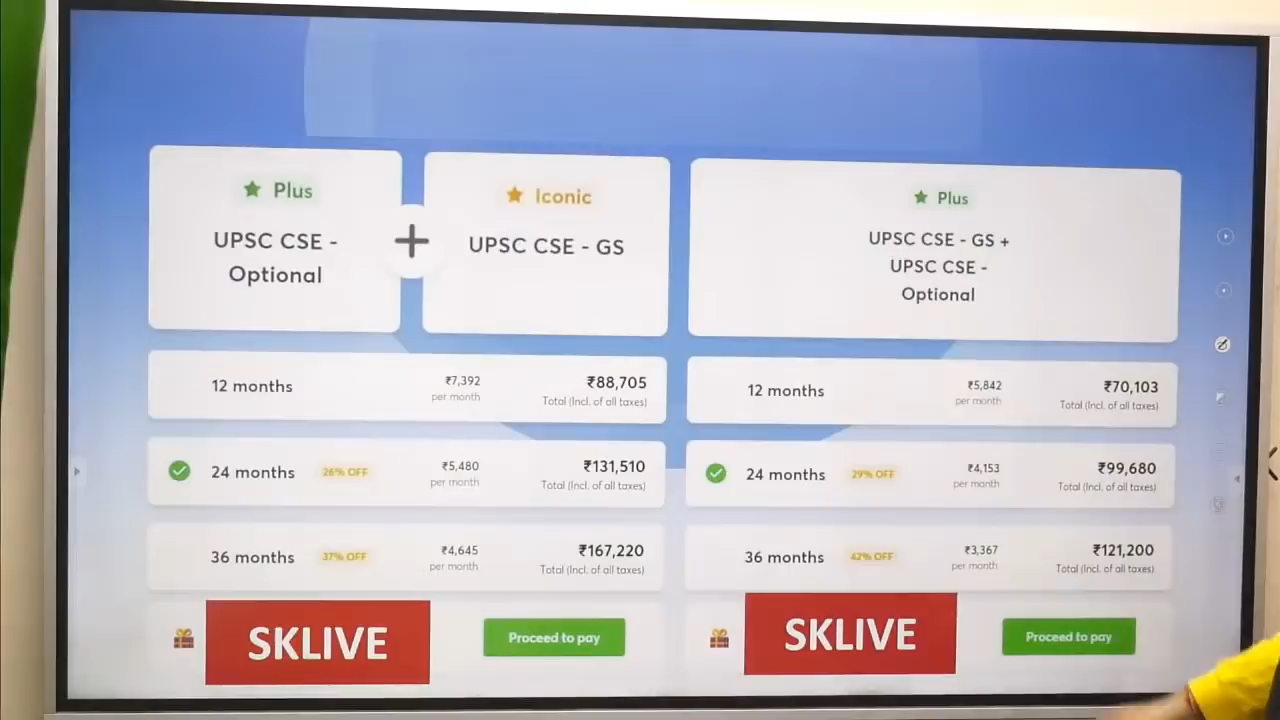 Plus
UPSC CSE -
Optional
+
Iconic
UPSC CSE - GS
12 months
₹7,392
per month
₹88,705
Total (Incl. of all taxes)
24 months
26% OFF
₹5,480
per month
₹131,510
Total (Incl. of all taxes)
36 months
37% OFF
₹4,645
per month
₹167,220
Total (Incl. of all taxes)
SKLIVE
Proceed to pay
Plus
UPSC CSE - GS +
UPSC CSE -
Optional
12 months
₹5,842
per month
₹70,103
Total (Incl. of all taxes)
24 months
29% OFF
₹4,153
per month
₹99,680
Total (Incl. of all taxes)
36 months
42% OFF
₹3,367
per month
₹121,200
Total (Incl. of all taxes)
SKLIVE
Proceed to pay